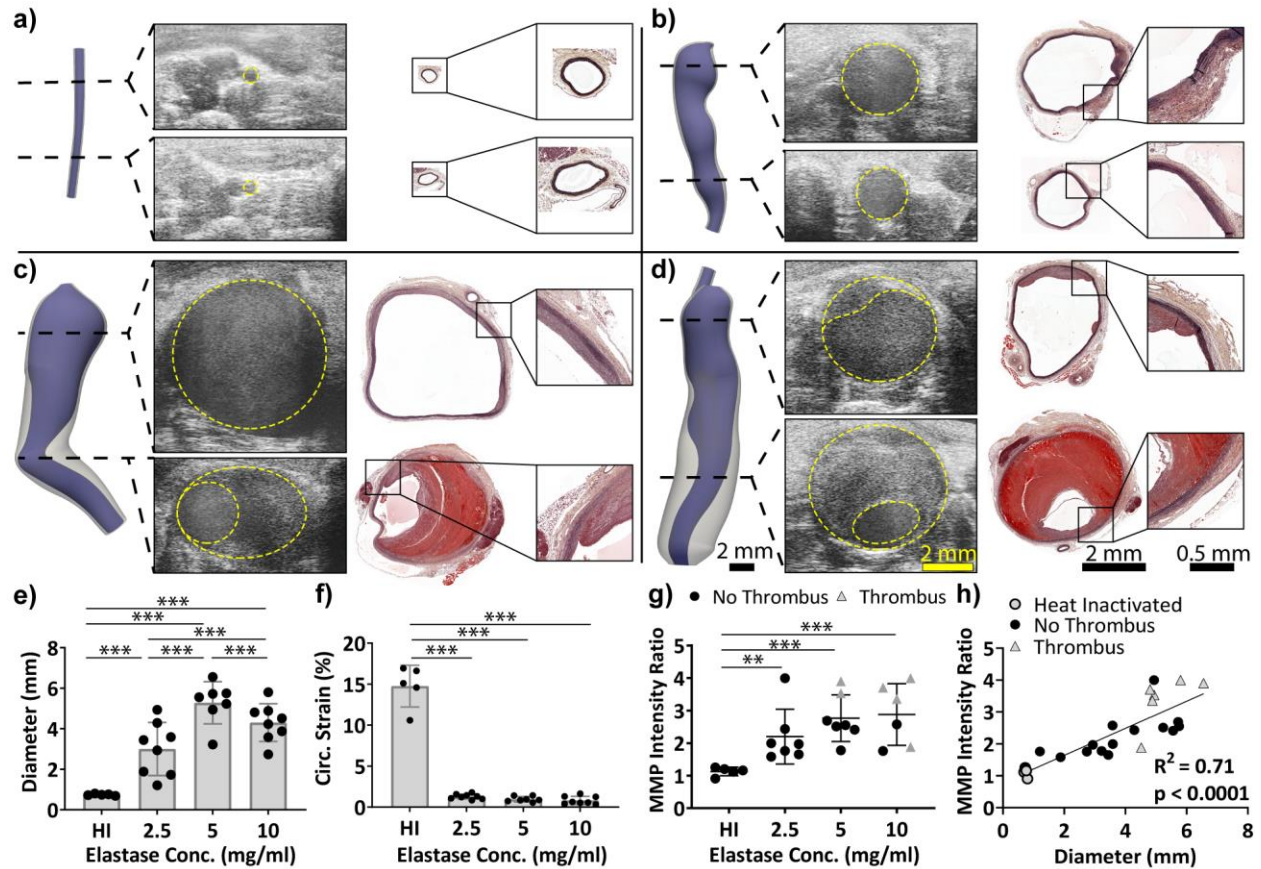 a)
b)
c)
d)
2 mm
2 mm
2 mm
0.5 mm
e)
***
***
***
***
***
***
Diameter (mm)
8
6
4
2
0
HI
2.5
5
10
Elastase Conc. (mg/ml)
f)
***
***
***
Circ. Strain (%)
20
15
10
5
0
HI
2.5
5
10
Elastase Conc. (mg/ml)
g)
No Thrombus
Thrombus
***
***
**
MMP Intensity Ratio
5
4
3
2
1
0
HI
2.5
5
10
Elastase Conc. (mg/ml)
h)
Heat Inactivated
No Thrombus
Thrombus
MMP Intensity Ratio
5
4
3
2
1
0
R² = 0.71
p < 0.0001
0
2
4
6
8
Diameter (mm)